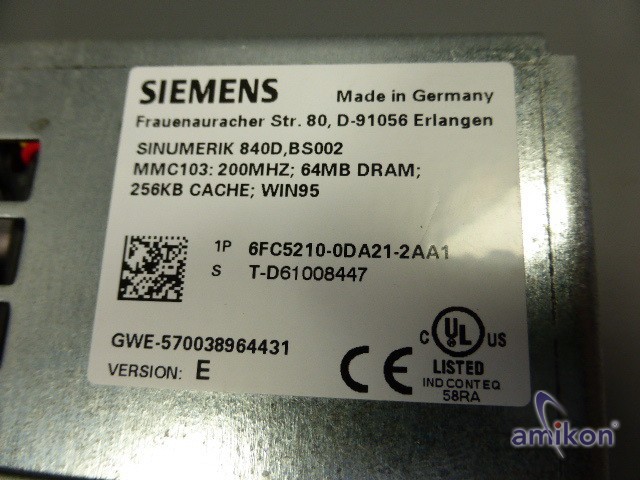 SIEMENS Made in Germany
Frauenauracher Str. 80, D-91056 Erlangen
SINUMERIK 840D,BS002
MMC103: 200MHZ; 64MB DRAM;
256KB CACHE; WIN95
1P 6FC5210-0DA21-2AA1
S T-D61008447
GWE-570038964431
VERSION: E
CE
C UL US
LISTED
IND CONT EQ
58RA
amikon